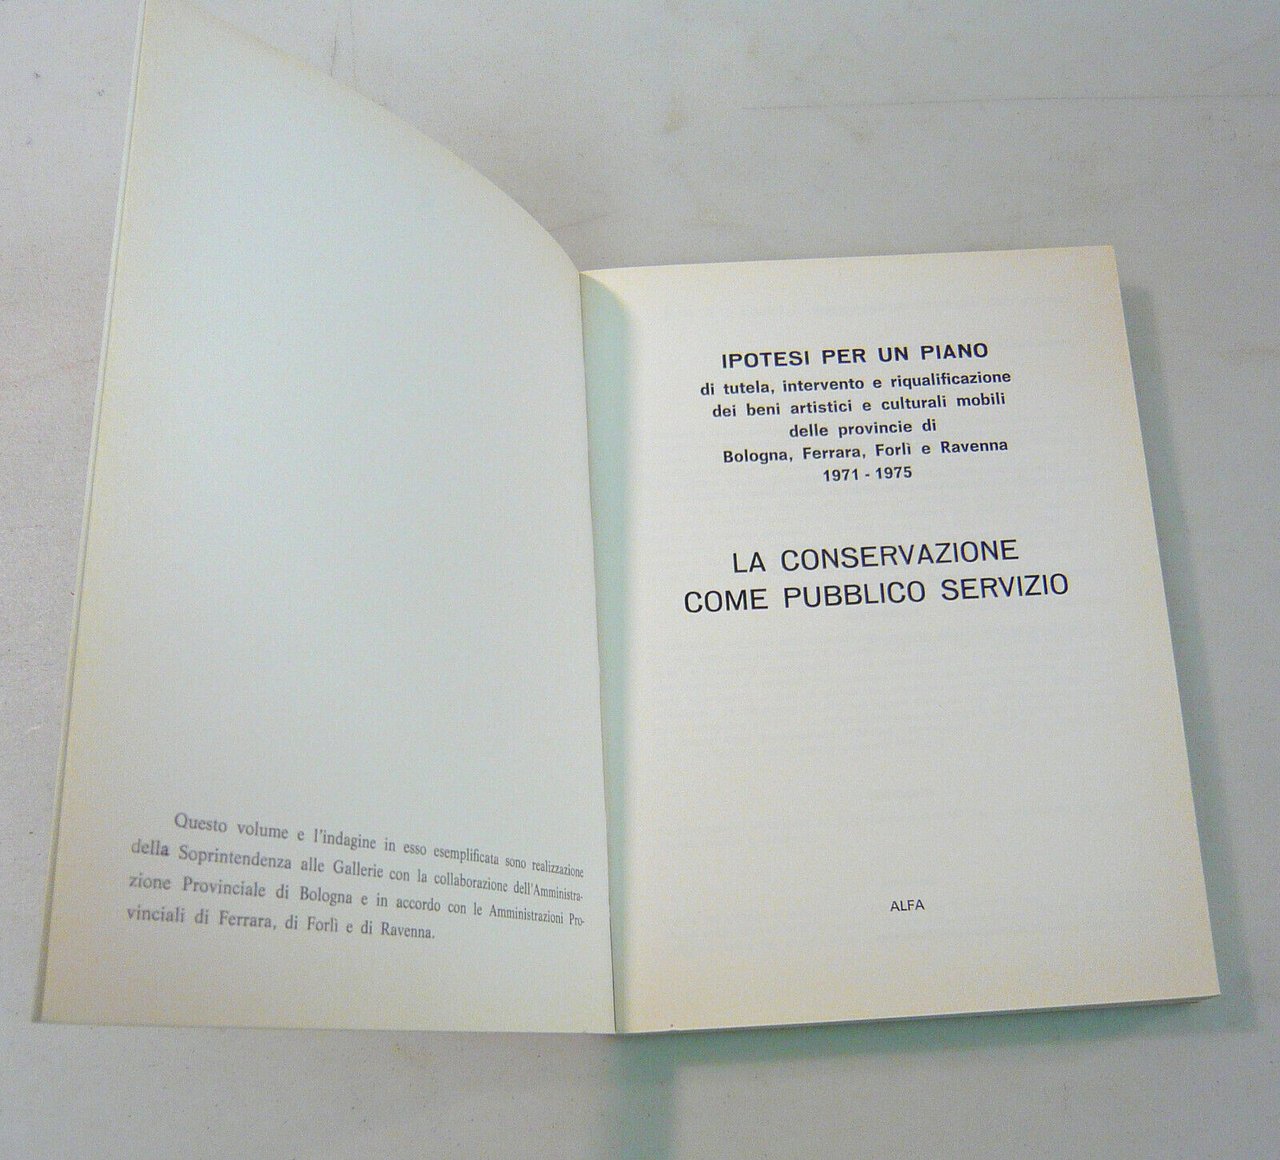 Questo volume e l'indagine in esso esemplificata sono realizzazione
della Soprintendenza alle Gallerie con la collaborazione dell'Amministra-
zione Provinciale di Bologna e in accordo con le Amministrazioni Pro-
vinciali di Ferrara, di Forlì e di Ravenna.
IPOTESI PER UN PIANO
di tutela, intervento e riqualificazione
dei beni artistici e culturali mobili
delle provincie di
Bologna, Ferrara, Forlì e Ravenna
1971 - 1975
LA CONSERVAZIONE
COME PUBBLICO SERVIZIO
ALFA